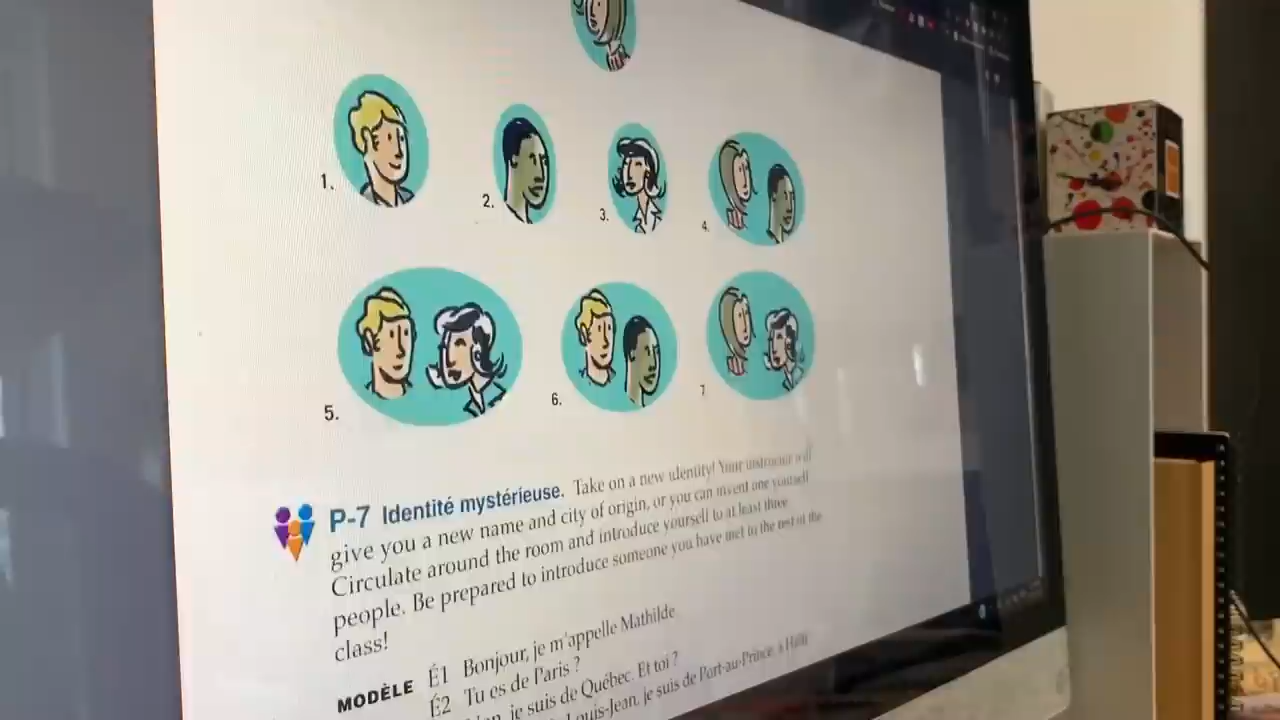 1.
2.
3.
4.
5.
6.
7.
P-7 Identité mystérieuse. Take on a new identity! Your instructor will
give you a new name and city of origin, or you can invent one yourself
Circulate around the room and introduce yourself to at least three
people. Be prepared to introduce someone you have met to the rest of the
class!
MODÈLE É1 Bonjour, je m'appelle Mathilde
É2 Tu es de Paris ?
je suis de Québec. Et toi ?
Louis-Jean, je suis de Port-au-Prince, à Haïti